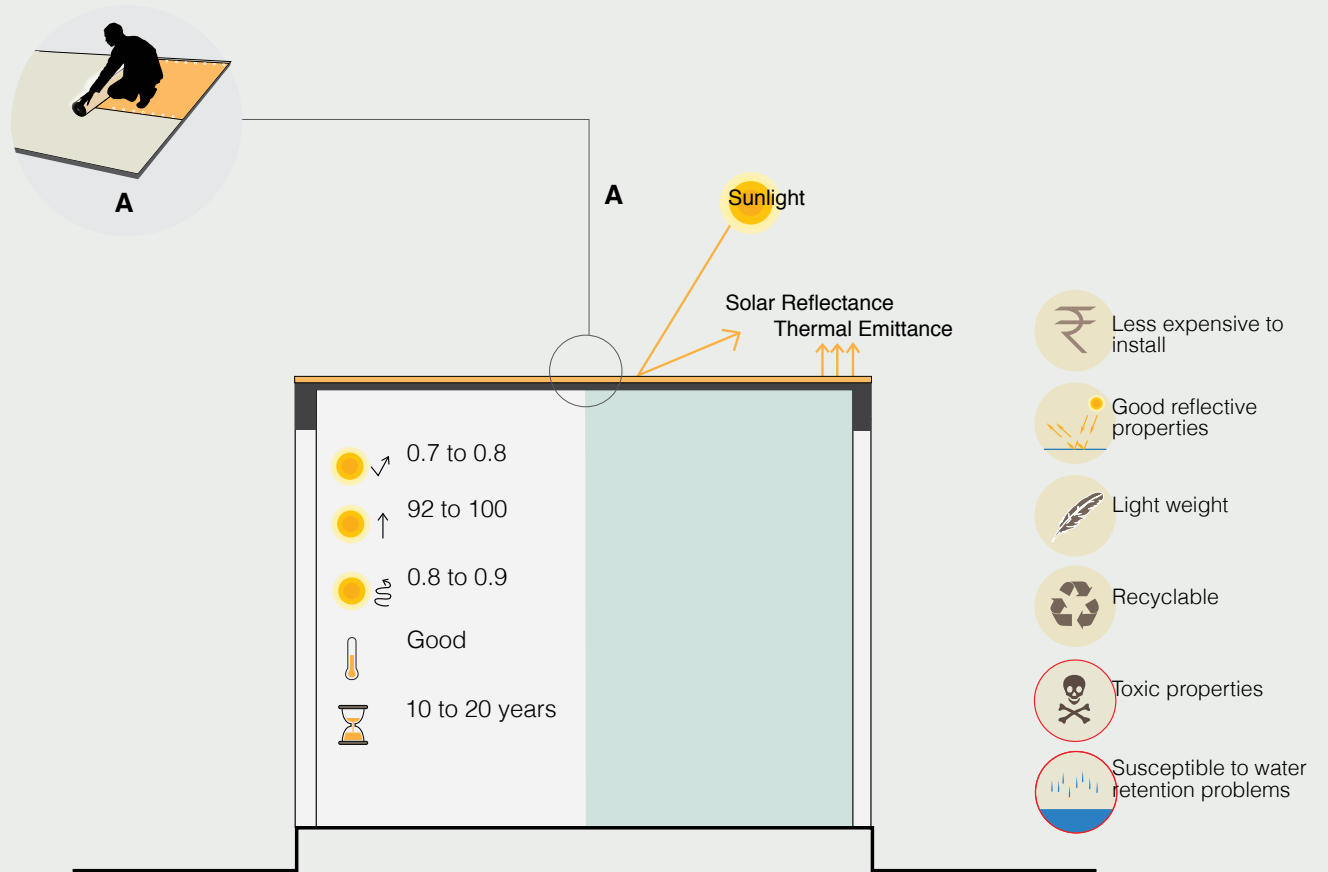 A
A
Sunlight
Solar Reflectance
Thermal Emittance
0.7 to 0.8
92 to 100
0.8 to 0.9
Good
10 to 20 years
₹
Less expensive to
install
Good reflective
properties
Light weight
Recyclable
Toxic properties
Susceptible to water
retention problems